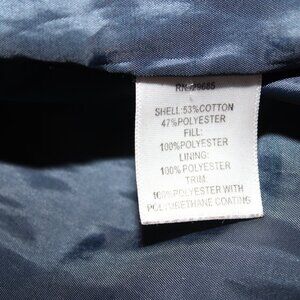 SHELL:53%COTTON
47%POLYESTER
FILL:
100%POLYESTER
LINING:
100%POLYESTER
TRIM:
100%POLYESTER WITH
POLYURETHANE COATING